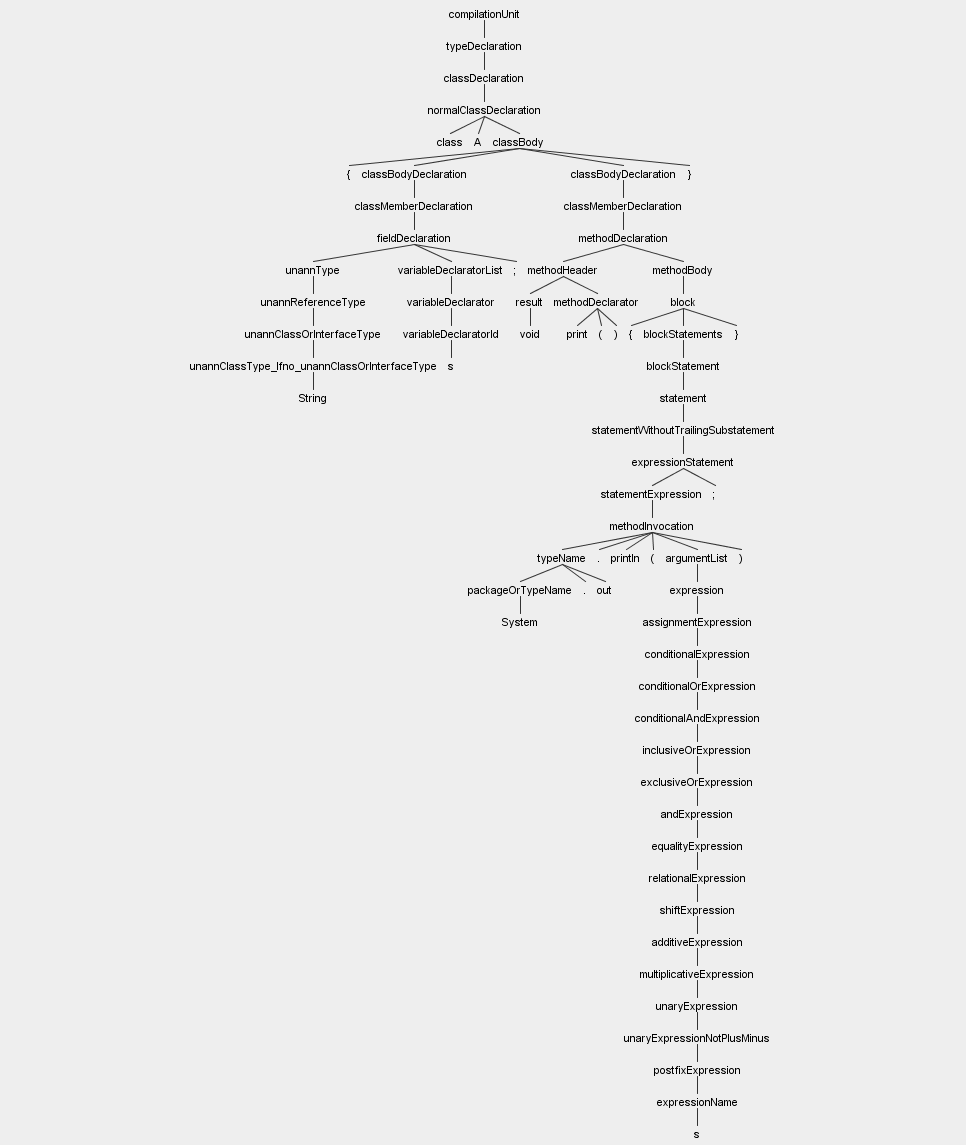 compilationUnit
typeDeclaration
classDeclaration
normalClassDeclaration
class A classBody
{ classBodyDeclaration classBodyDeclaration }
classMemberDeclaration classMemberDeclaration
fieldDeclaration methodDeclaration
unannType variableDeclaratorList ; methodHeader methodBody
unannReferenceType variableDeclarator result methodDeclarator block
unannClassOrInterfaceType variableDeclaratorId void print ( ) { blockStatements }
unannClassType_lfno_unannClassOrInterfaceType s blockStatement
String statement
statementWithoutTrailingSubstatement
expressionStatement
statementExpression ;
methodInvocation
typeName . println ( argumentList )
packageOrTypeName . out expression
System assignmentExpression
conditionalExpression
conditionalOrExpression
conditionalAndExpression
inclusiveOrExpression
exclusiveOrExpression
andExpression
equalityExpression
relationalExpression
shiftExpression
additiveExpression
multiplicativeExpression
unaryExpression
unaryExpressionNotPlusMinus
postfixExpression
expressionName
s